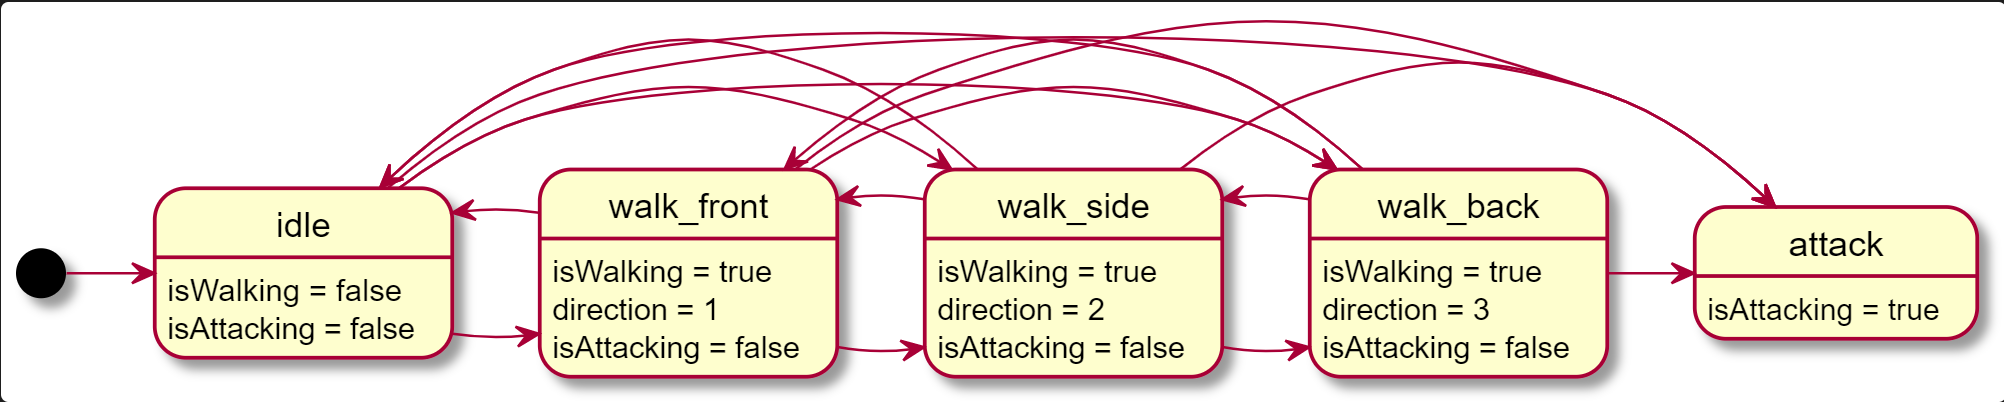 idle
isWalking = false
isAttacking = false
walk_front
isWalking = true
direction = 1
isAttacking = false
walk_side
isWalking = true
direction = 2
isAttacking = false
walk_back
isWalking = true
direction = 3
isAttacking = false
attack
isAttacking = true